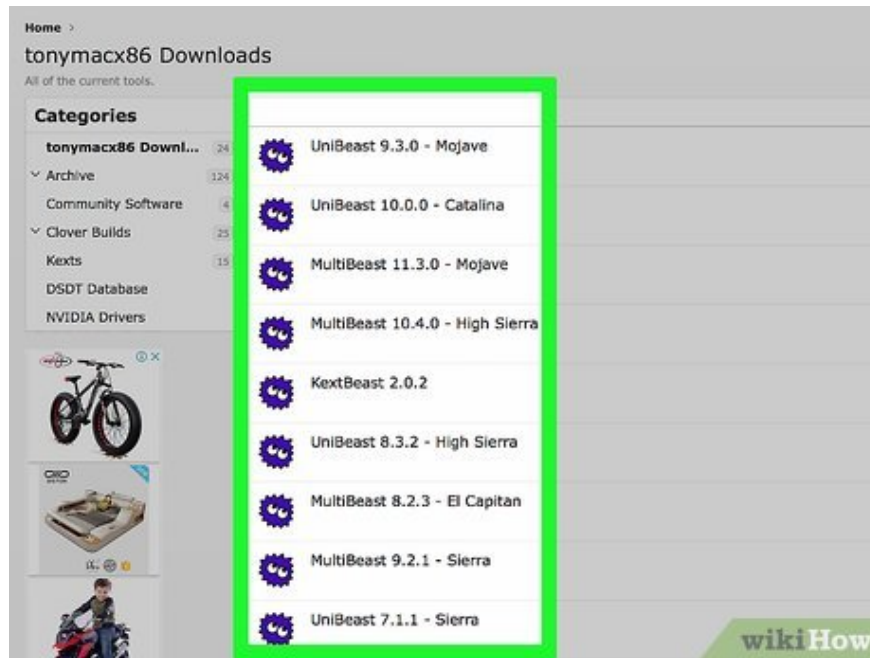 Home >
tonymacx86 Downloads
All of the current tools.
Categories
tonymacx86 Downl... 24
Archive 124
Community Software 4
Clover Builds 25
Kexts 15
DSDT Database
NVIDIA Drivers
UniBeast 9.3.0 - Mojave
UniBeast 10.0.0 - Catalina
MultiBeast 11.3.0 - Mojave
MultiBeast 10.4.0 - High Sierra
KextBeast 2.0.2
UniBeast 8.3.2 - High Sierra
MultiBeast 8.2.3 - El Capitan
MultiBeast 9.2.1 - Sierra
UniBeast 7.1.1 - Sierra
wikiHow